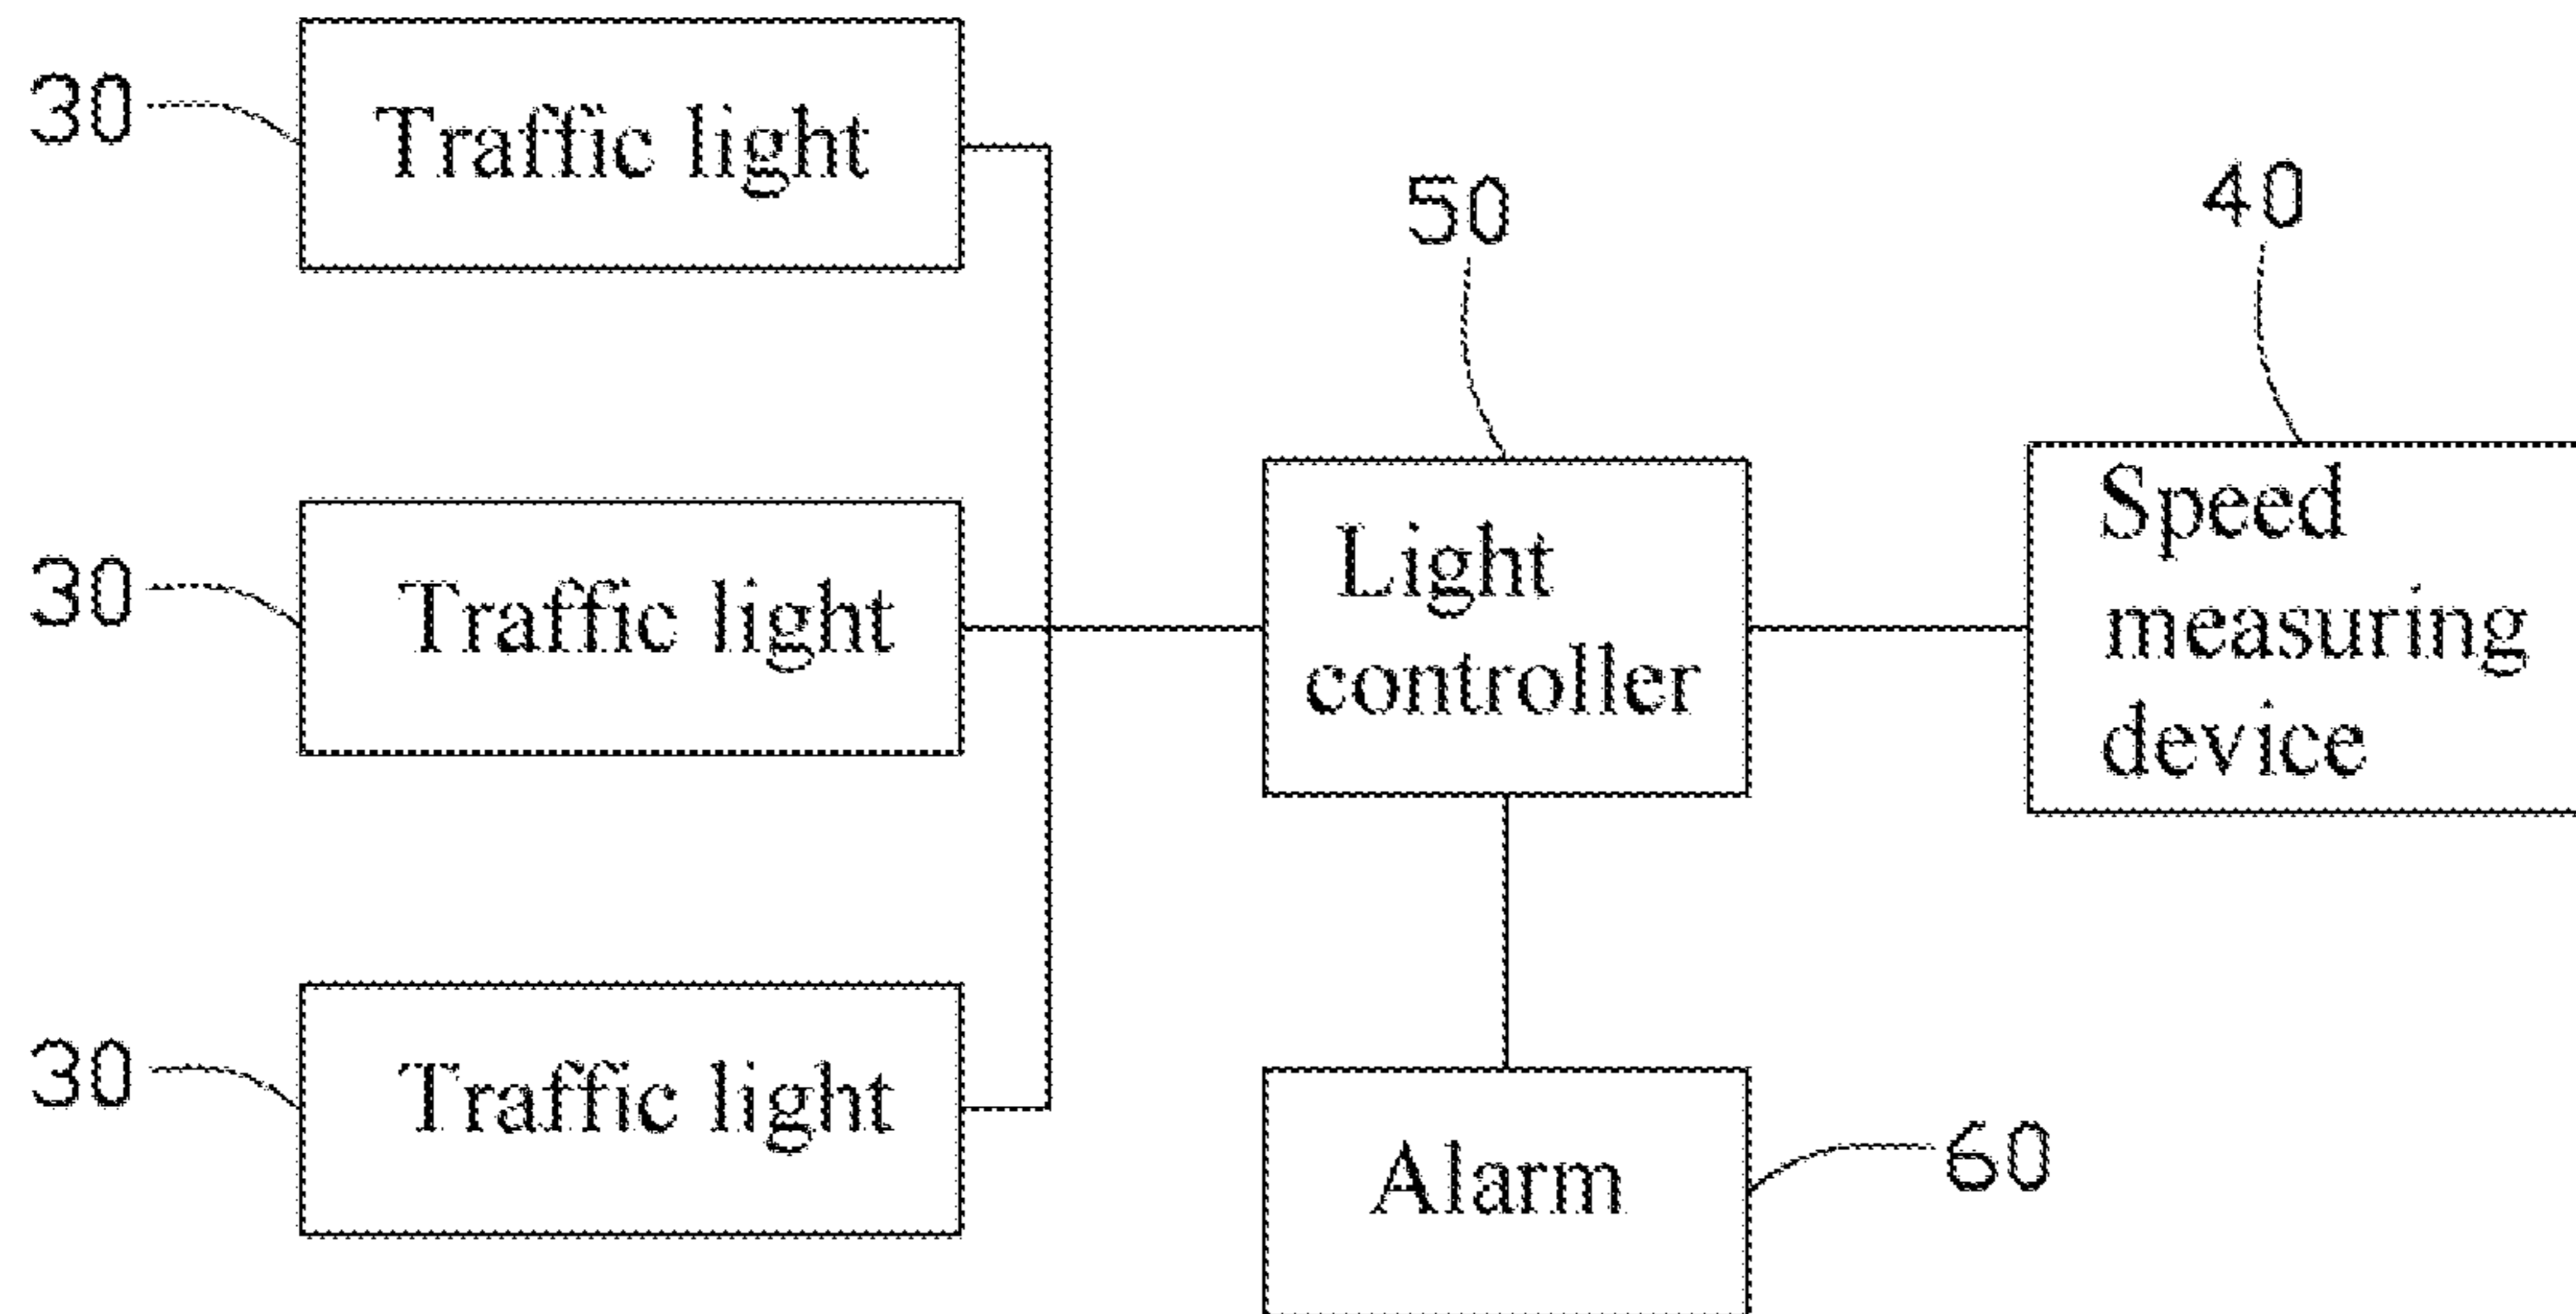 30
Traffic light
50
40
30
Traffic light
Light
controller
Speed
measuring
device
30
Traffic light
Alarm
60